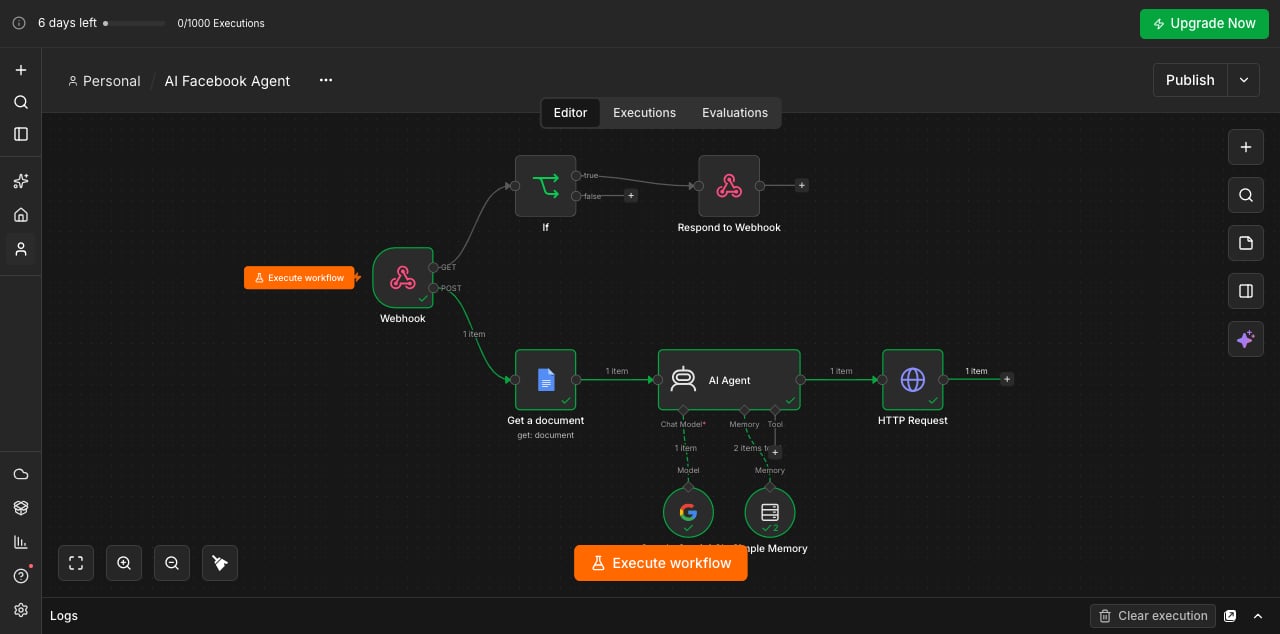 6 days left
0/1000 Executions
Upgrade Now
Personal / AI Facebook Agent ...
Publish
Editor
Executions
Evaluations
true
false
If
Respond to Webhook
Execute workflow
GET
POST
Webhook
1 item
1 item
1 item
1 item
AI Agent
Get a document
get: document
Chat Model*
Memory
Tool
HTTP Request
1 item
2 items
Model
Memory
2
Memory
Execute workflow
Logs
Clear execution